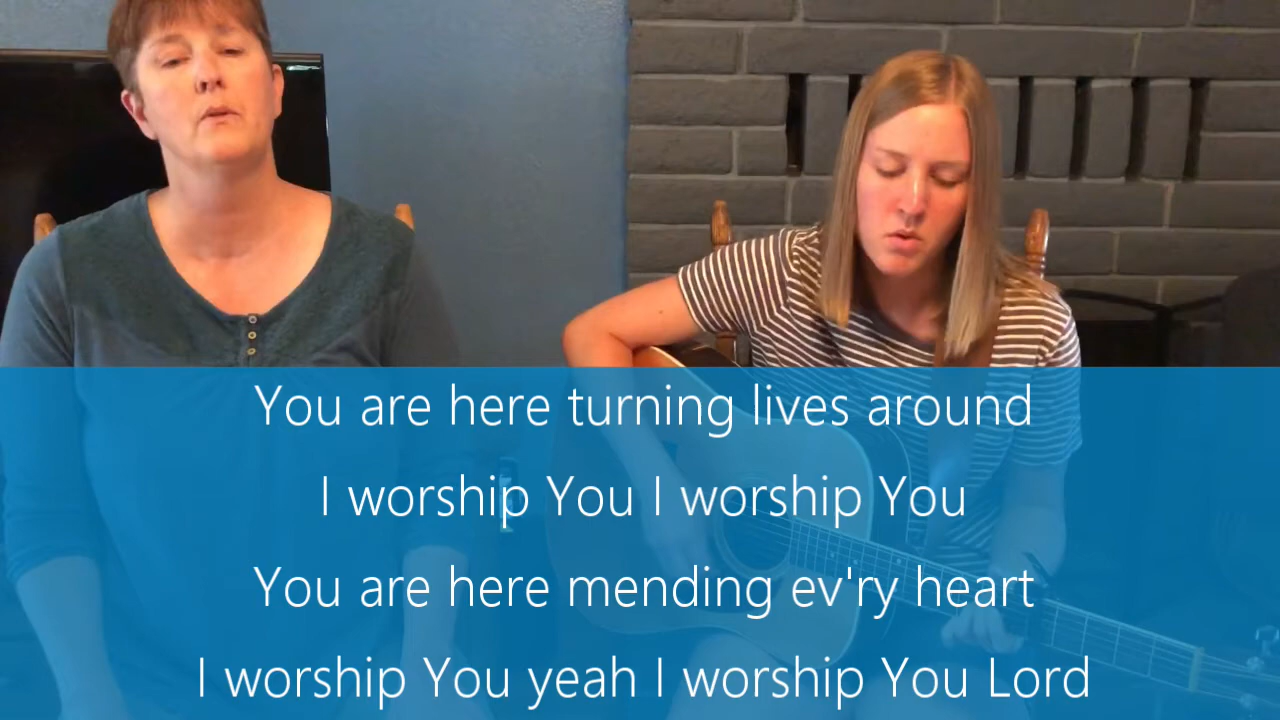 You are here turning lives around
I worship You I worship You
You are here mending ev'ry heart
I worship You yeah I worship You Lord